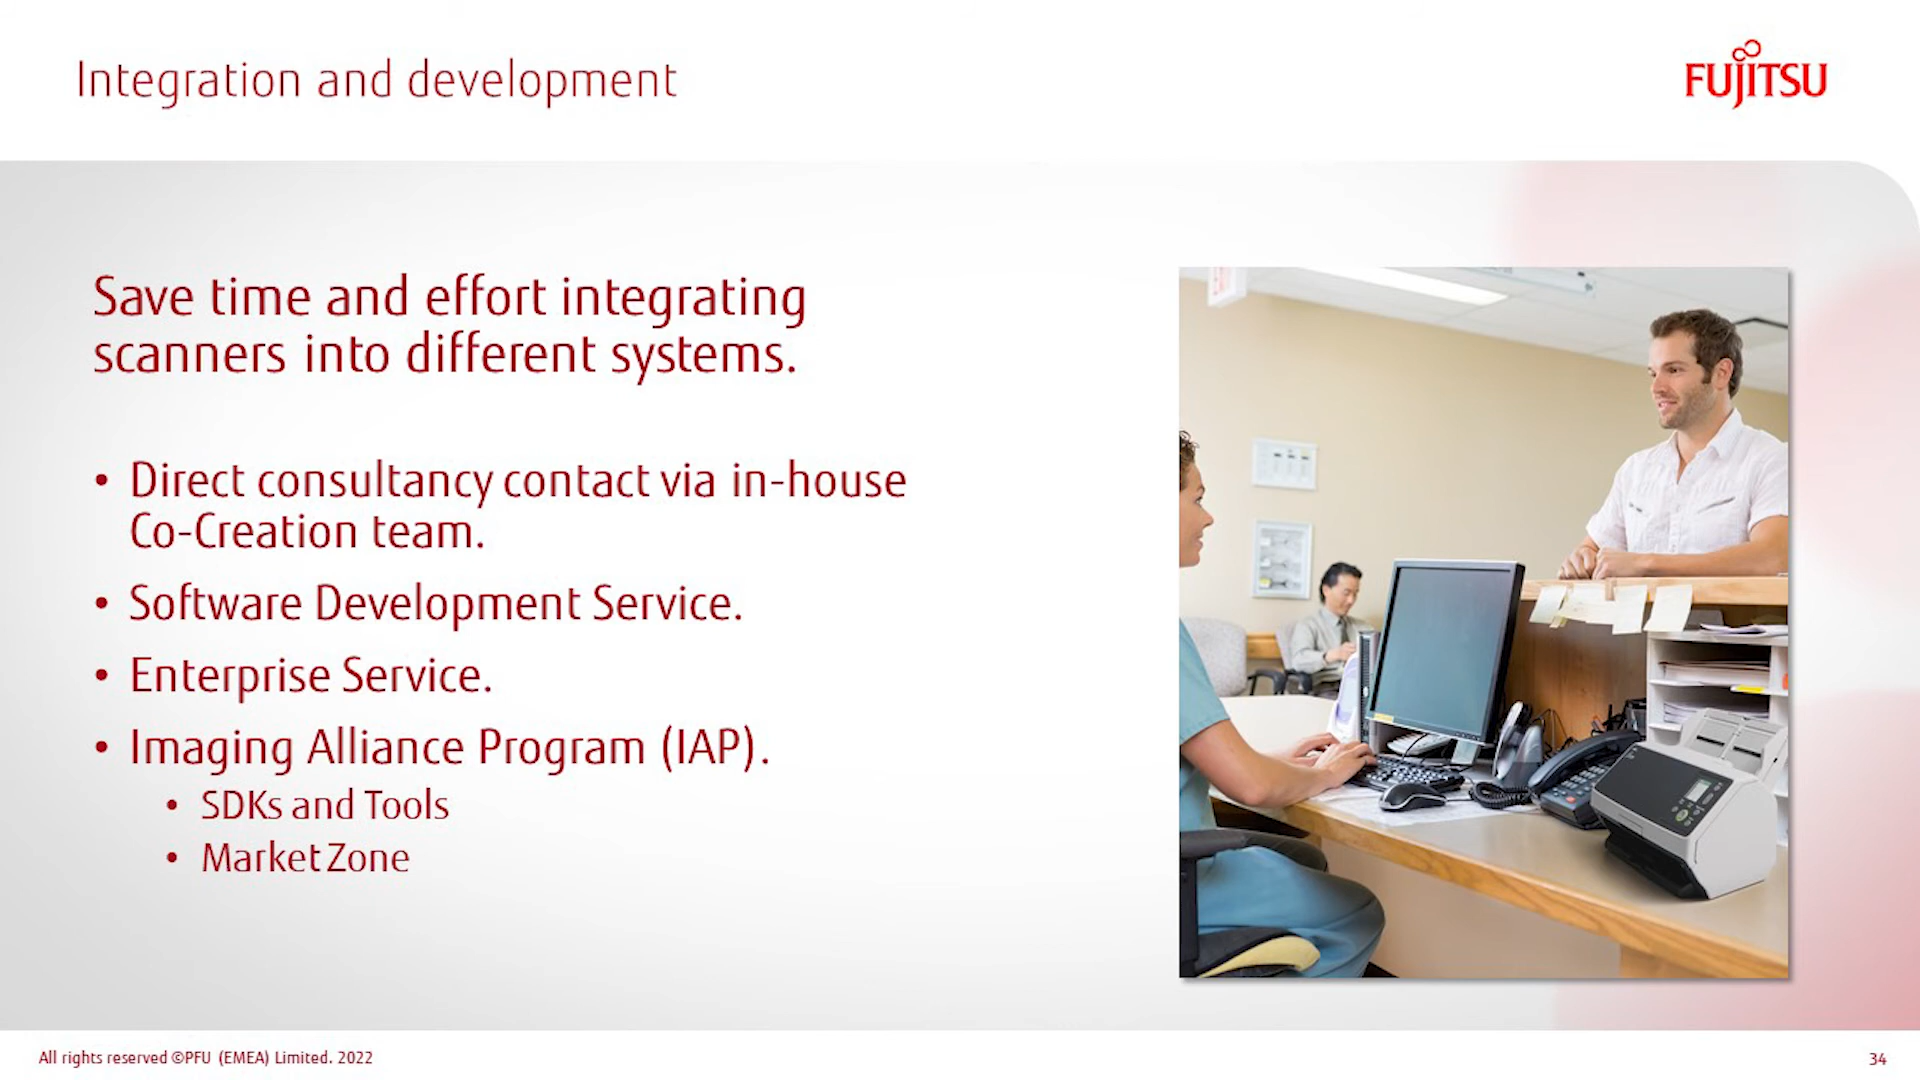 Integration and development
FUJITSU
Save time and effort integrating
scanners into different systems.
• Direct consultancy contact via in-house
Co-Creation team.
• Software Development Service.
• Enterprise Service.
• Imaging Alliance Program (IAP).
• SDKs and Tools
• Market Zone
All rights reserved ©PFU (EMEA) Limited. 2022
34